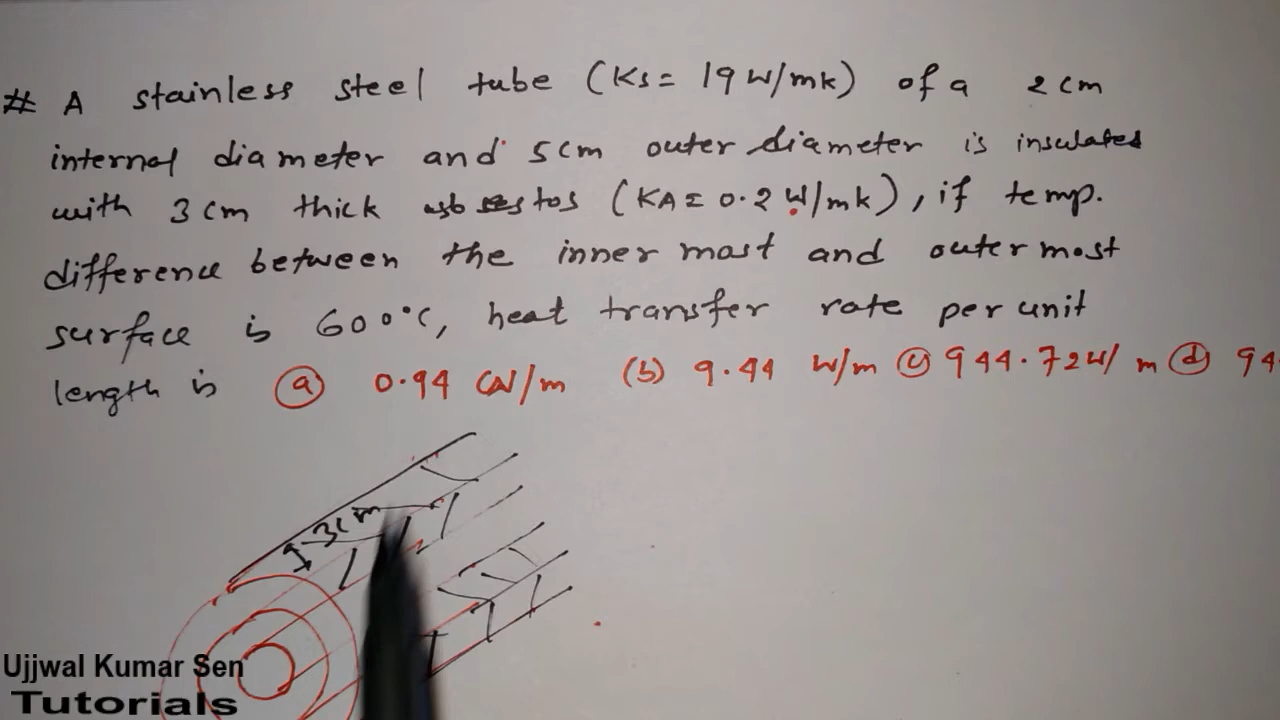 # A stainless steel tube (Ks= 19 W/mk) of a 2cm
internal diameter and 5cm outer diameter is insulated
with 3cm thick asbestos (KA= 0.2 W/mk), if temp.
difference between the inner most and outer most
surface is 600°C, heat transfer rate per unit
length is (a) 0.94 W/m (b) 9.44 W/m (c) 944.72W/m (d) 94
3cm
Ujjwal Kumar Sen
Tutorials